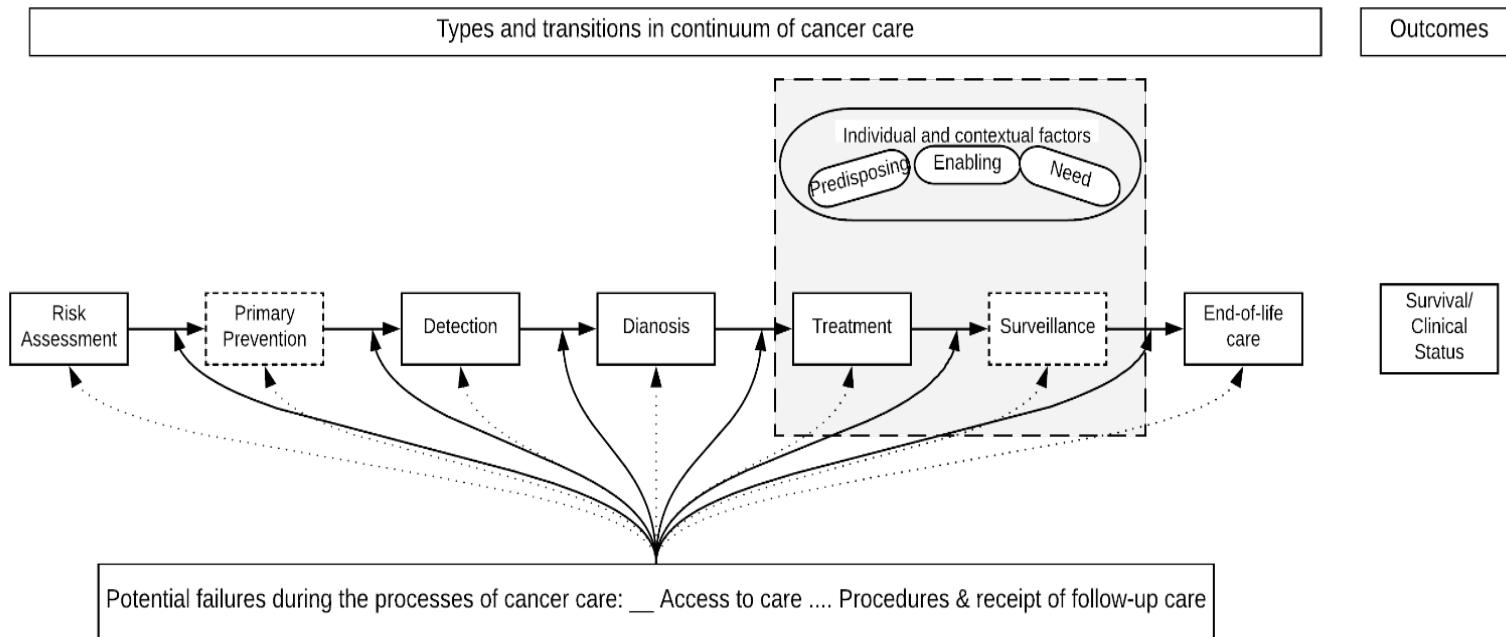 Types and transitions in continuum of cancer care
Outcomes
Individual and contextual factors
Predisposing
Enabling
Need
Risk
Assessment
Primary
Prevention
Detection
Dianosis
Treatment
Surveillance
End-of-life
care
Survival/
Clinical
Status
Potential failures during the processes of cancer care: __ Access to care .... Procedures & receipt of follow-up care